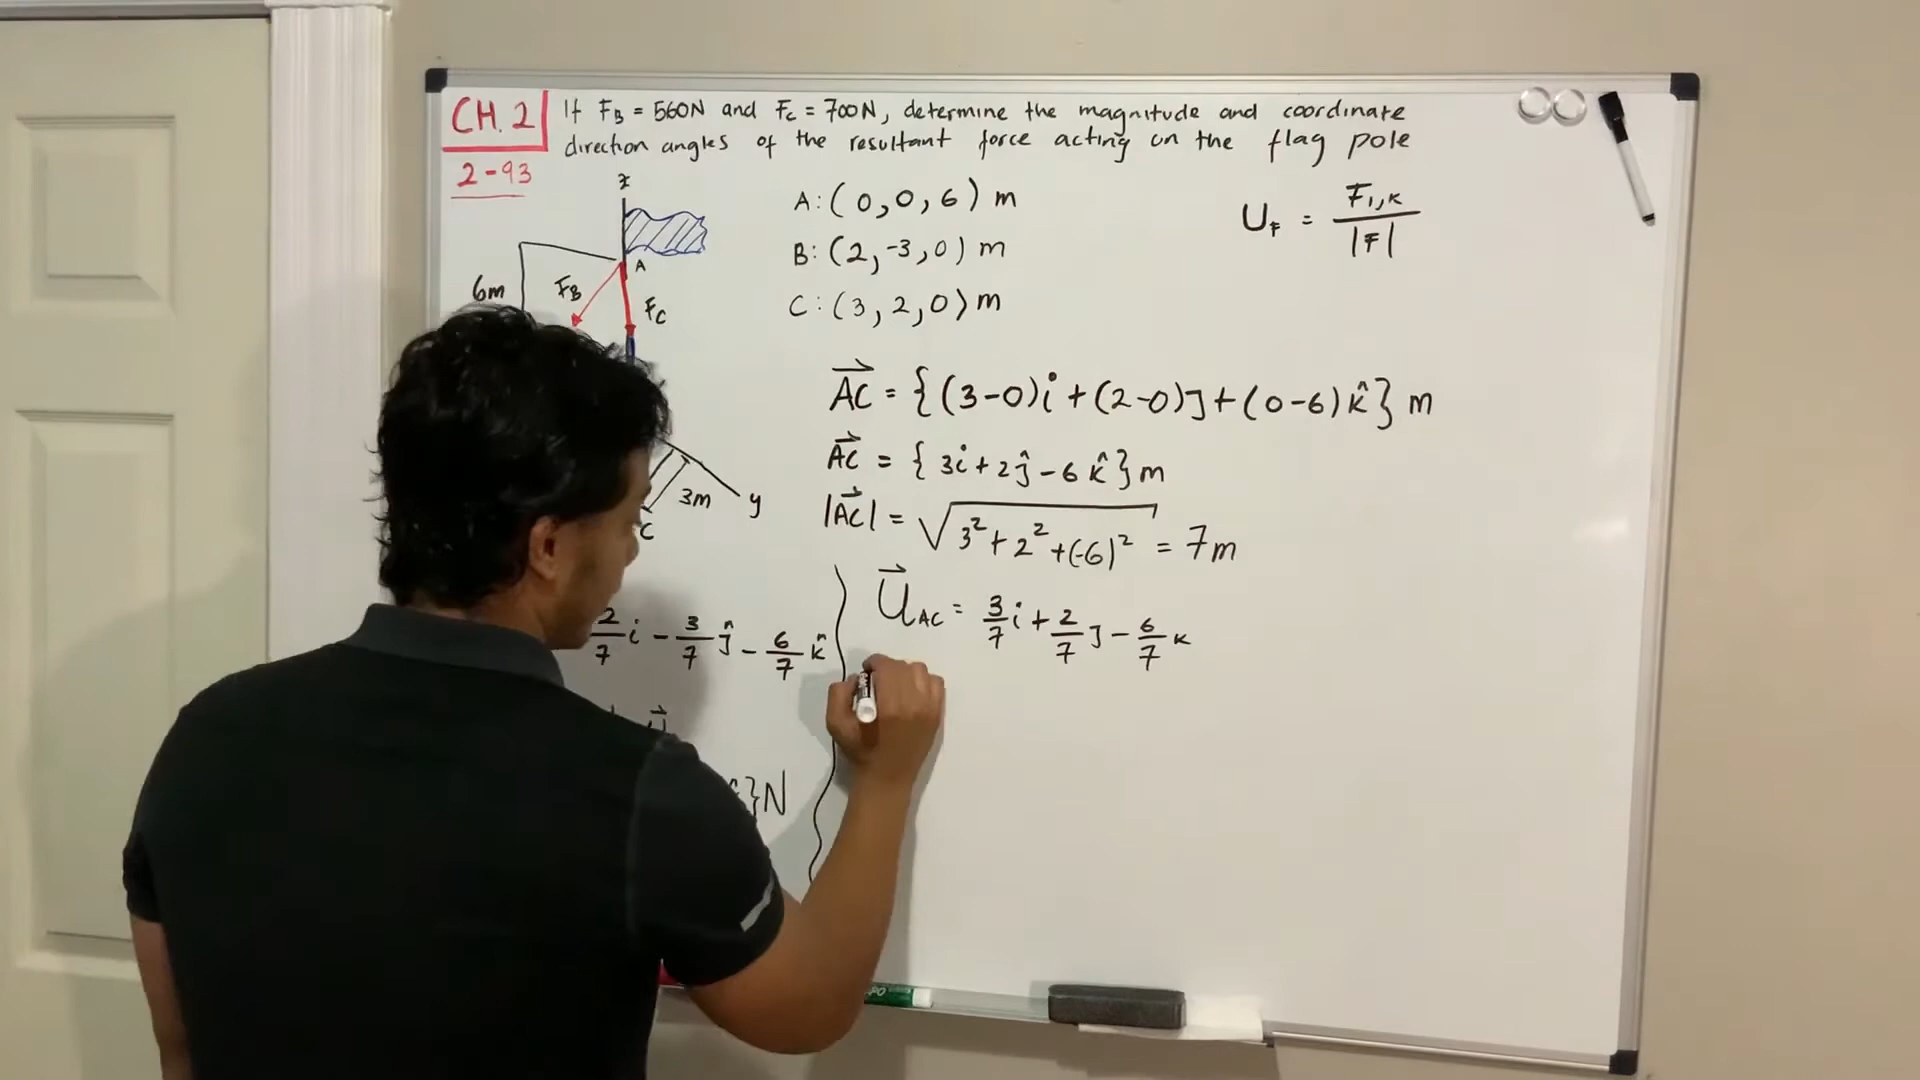 CH. 2
2-93
If F_B = 560N and F_C = 700N, determine the magnitude and coordinate
direction angles of the resultant force acting on the flag pole
z
A
F_B
F_C
6m
3m
y
C
A: (0,0,6) m
B: (2,-3,0) m
C: (3,2,0) m
U_F = F_i,k / |F|
AC⃗ = {(3-0)i + (2-0)j + (0-6)k̂} m
AC⃗ = {3i + 2ĵ - 6k̂} m
|AC⃗| = √(3² + 2² + (-6)²) = 7m
2/7 i - 3/7 ĵ - 6/7 k̂
U⃗_AC = 3/7 i + 2/7 j - 6/7 k
}N